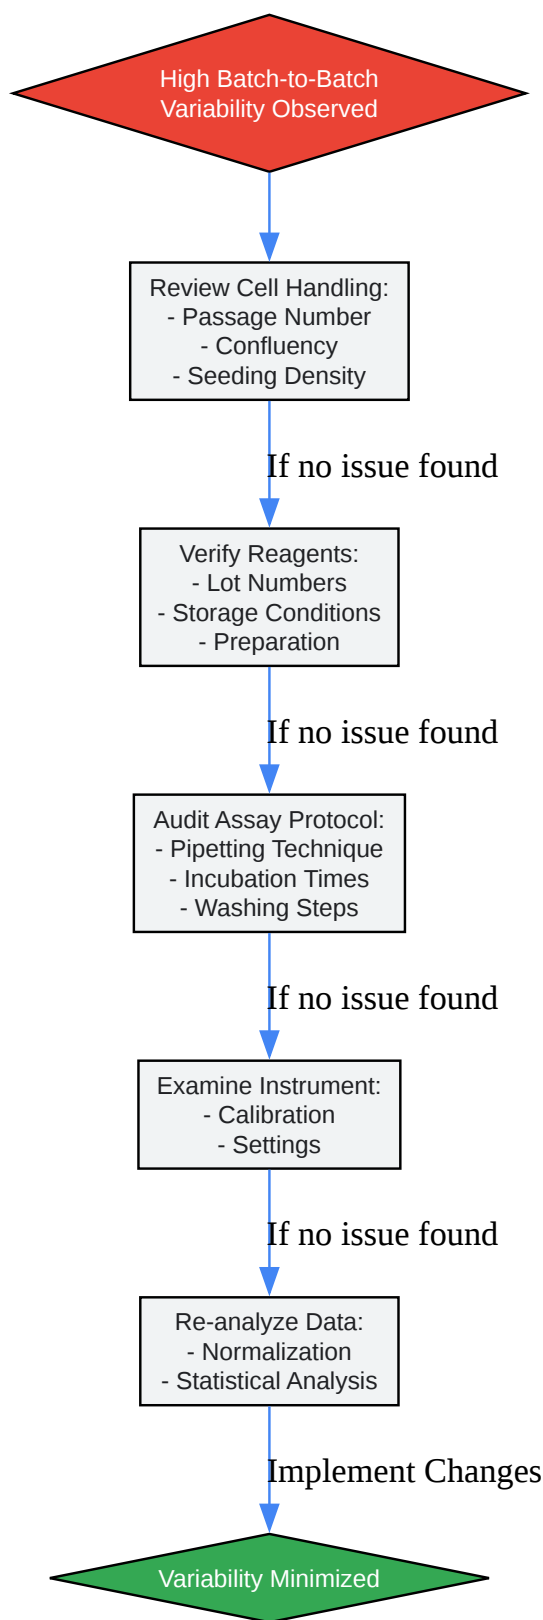 High Batch-to-Batch
Variability Observed
Review Cell Handling:
- Passage Number
- Confluency
- Seeding Density
If no issue found
Verify Reagents:
- Lot Numbers
- Storage Conditions
- Preparation
If no issue found
Audit Assay Protocol:
- Pipetting Technique
- Incubation Times
- Washing Steps
If no issue found
Examine Instrument:
- Calibration
- Settings
If no issue found
Re-analyze Data:
- Normalization
- Statistical Analysis
Implement Changes
Variability Minimized